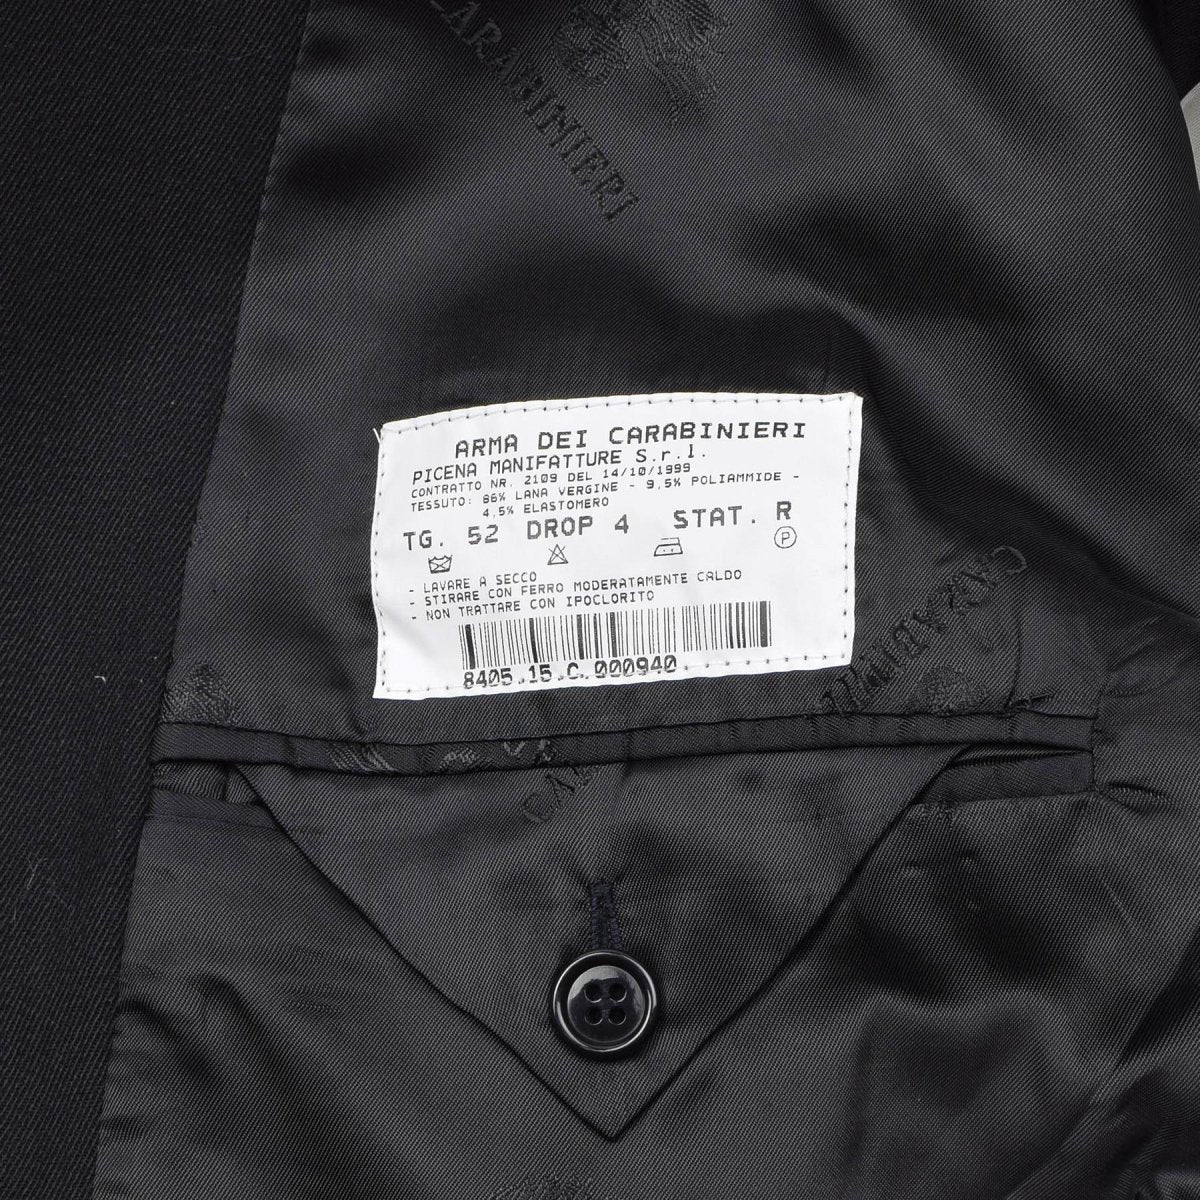 CARABINIERI
ARMA DEI CARABINIERI
PICENA MANIFATTURE S.r.l.
CONTRATTO NR. 2109 DEL 14/10/1999
TESSUTO: 86% LANA VERGINE - 9,5% POLIAMMIDE -
4,5% ELASTOMERO
TG. 52 DROP 4 STAT. R
P
- LAVARE A SECCO
- STIRARE CON FERRO MODERATAMENTE CALDO
- NON TRATTARE CON IPOCLORITO
8405.15.C.000940